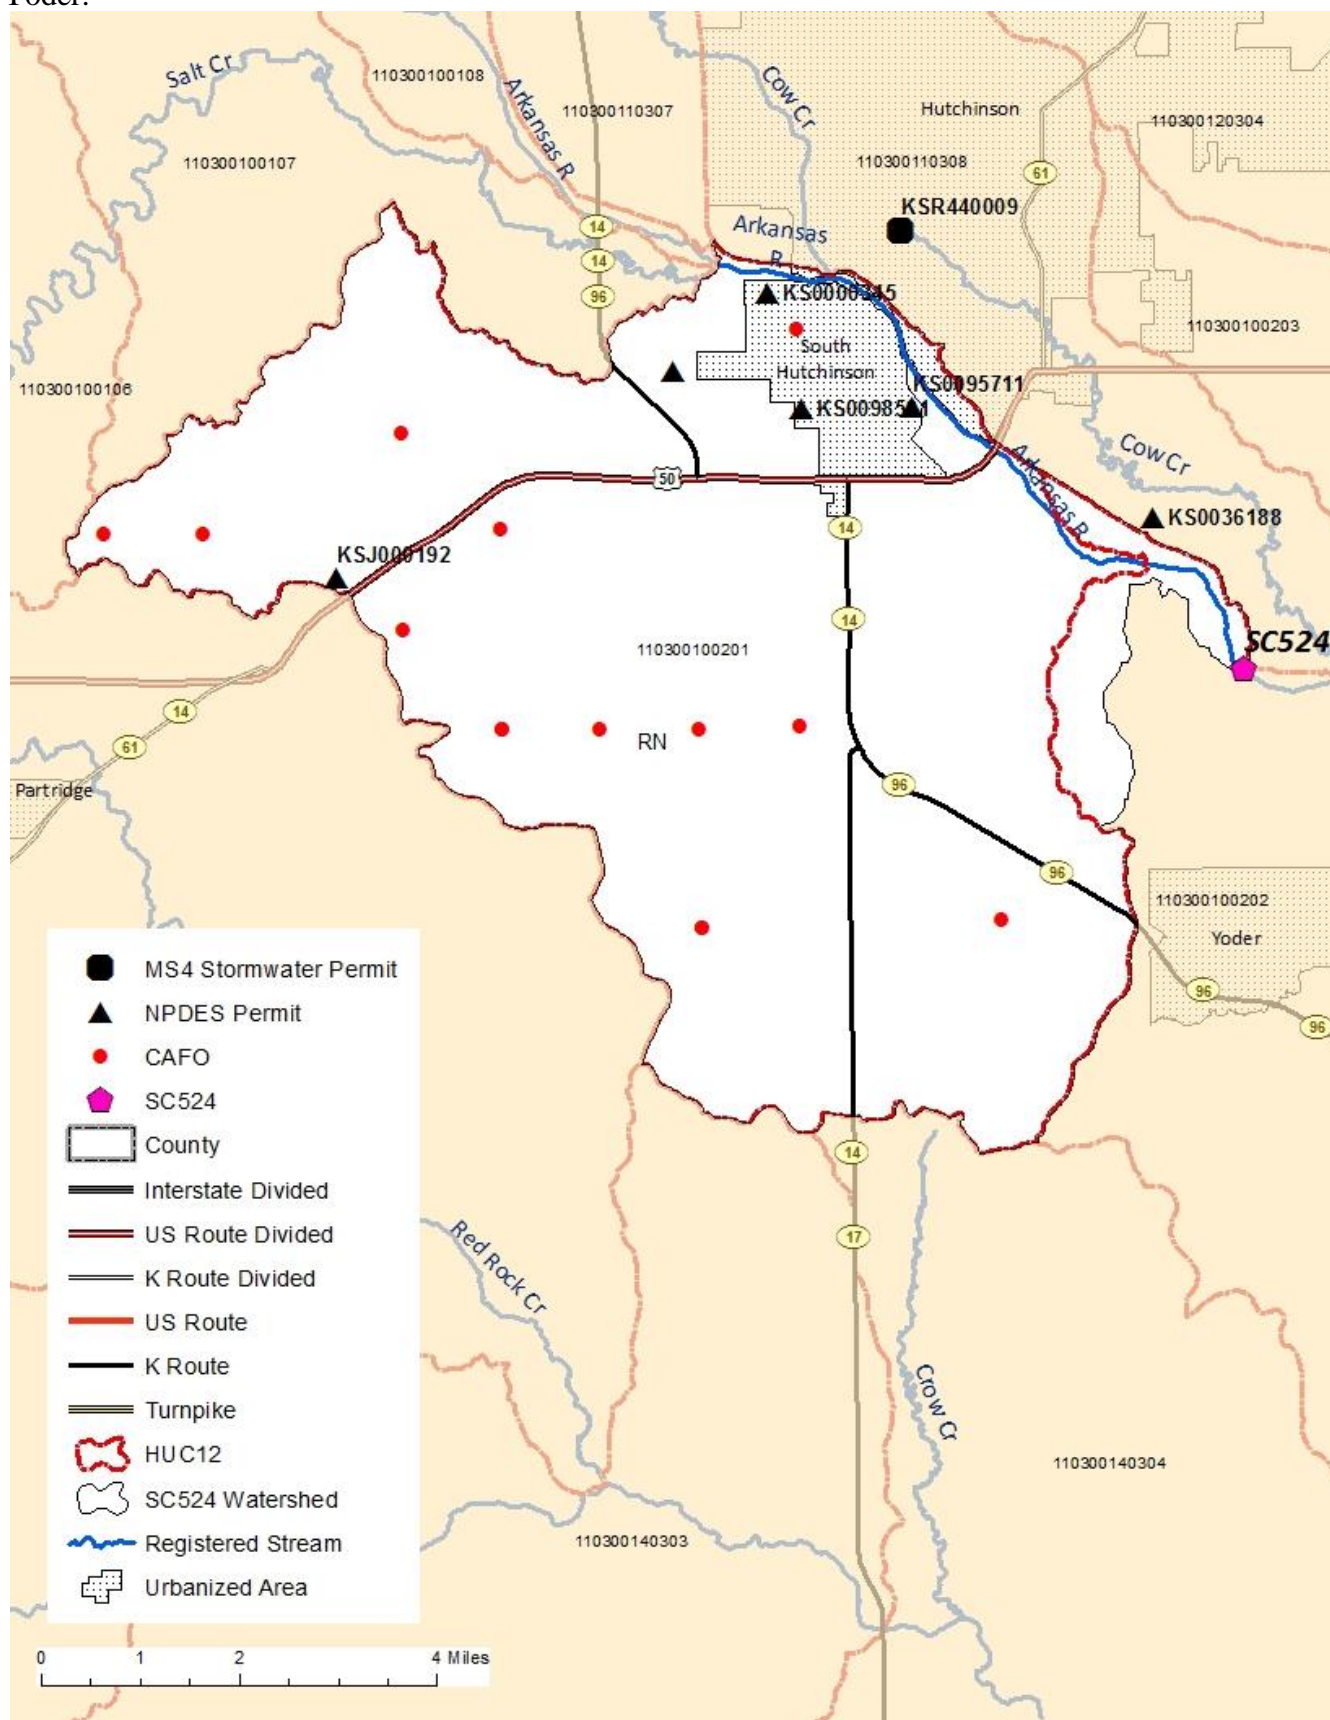 Yoder.
Salt Cr
110300100108
Arkansas R
110300110307
Cow Cr
Hutchinson
110300120304
110300100107
110300110308
61
KSR440009
14
Arkansas
R
14
96
KS0000345
110300100203
South
Hutchinson
110300100106
KS0095711
KS0098541
Cow Cr
Arkansas R
50
KS0036188
14
KSJ000192
14
110300100201
SC524
14
61
RN
Partridge
96
96
110300100202
Yoder
96
96
MS4 Stormwater Permit
NPDES Permit
CAFO
SC524
County
Interstate Divided
US Route Divided
K Route Divided
US Route
K Route
Turnpike
HUC12
SC524 Watershed
Registered Stream
Urbanized Area
14
17
Red Rock Cr
Crow Cr
110300140304
110300140303
0 1 2 4 Miles